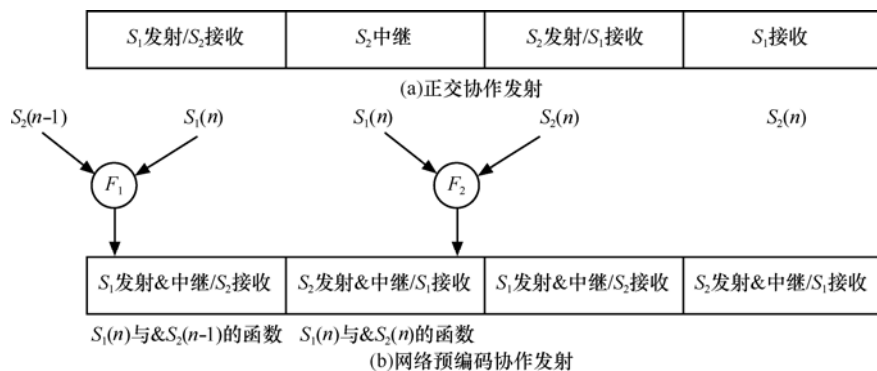 S₁发射/S₂接收 S₂中继 S₂发射/S₁接收 S₁接收
(a)正交协作发射
S₂(n-1) S₁(n) S₁(n) S₂(n) S₂(n)
F₁ F₂
S₁发射&中继/S₂接收 S₂发射&中继/S₁接收 S₁发射&中继/S₂接收 S₂发射&中继/S₁接收
S₁(n)与&S₂(n-1)的函数 S₁(n)与&S₂(n)的函数
(b)网络预编码协作发射